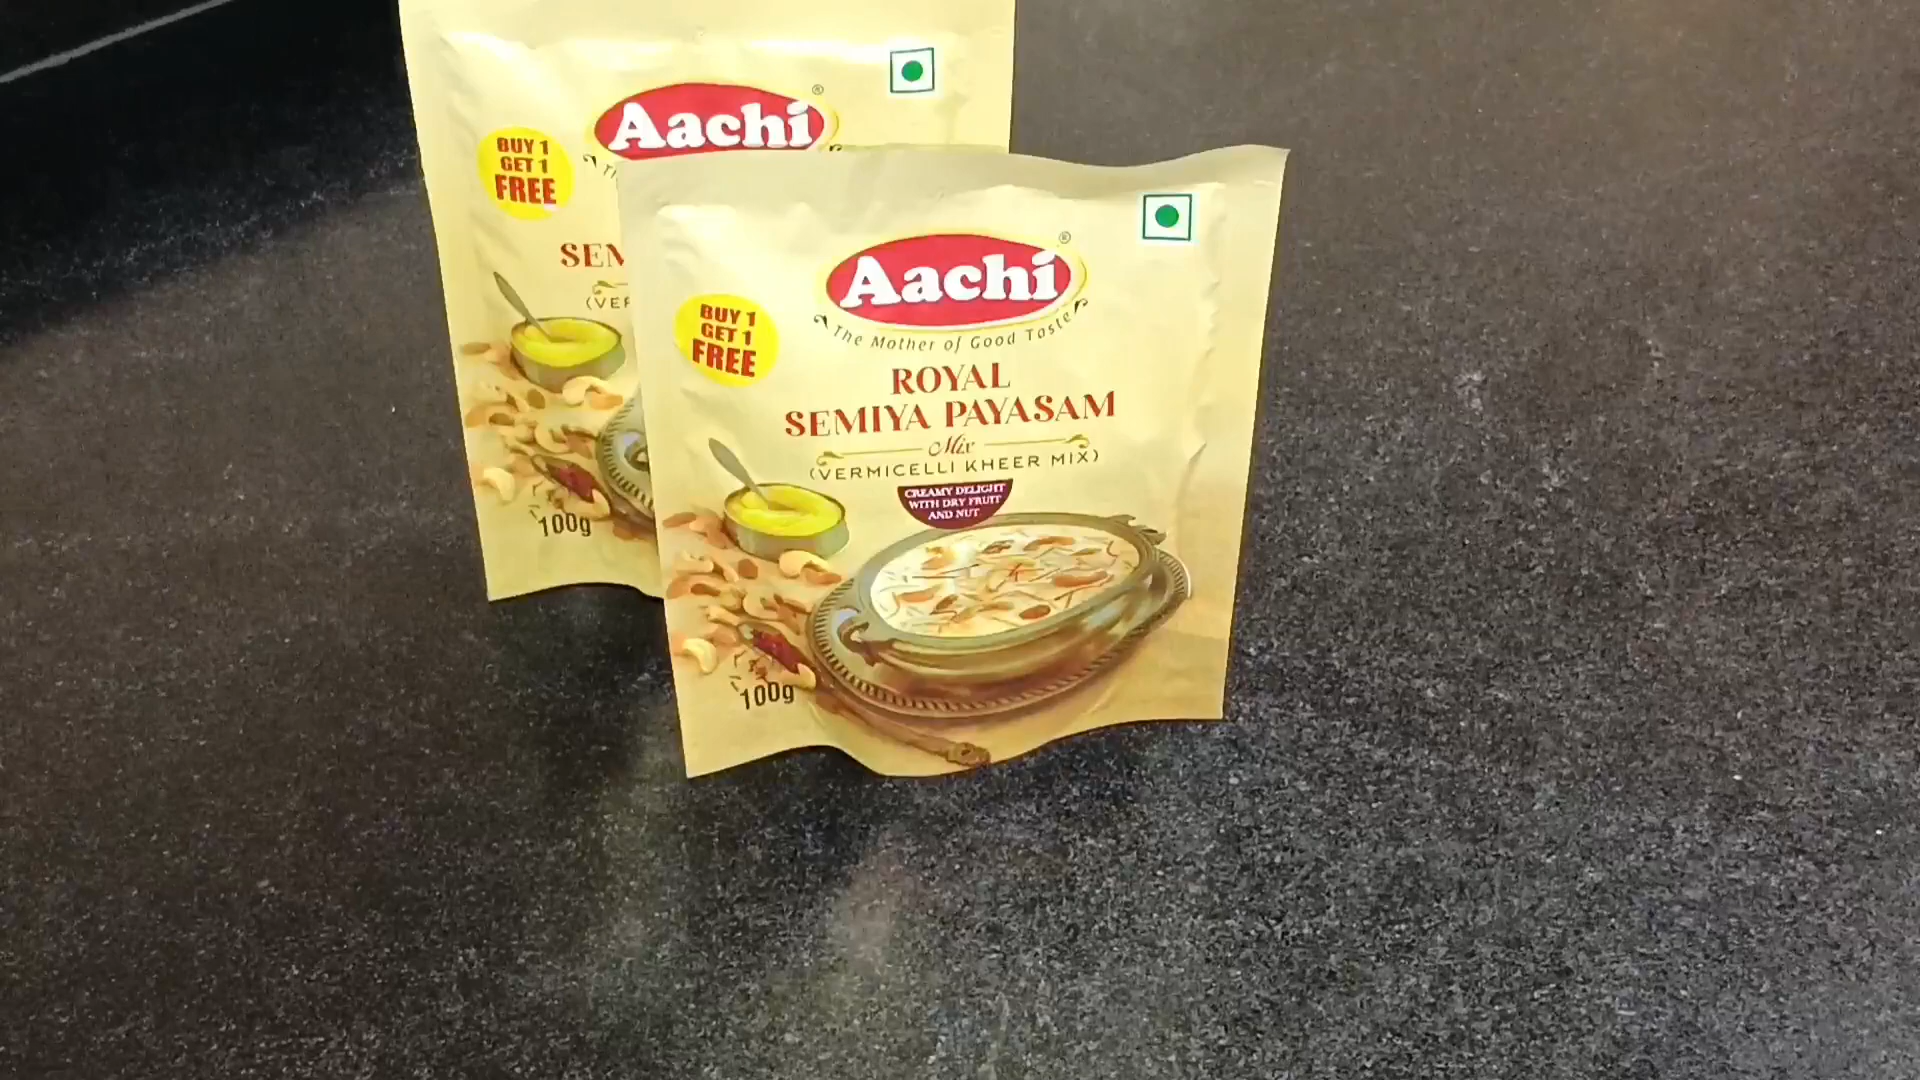 Aachi
®
BUY 1
GET 1
FREE
100g
Aachi
®
The Mother of Good Taste
BUY 1
GET 1
FREE
ROYAL
SEMIYA PAYASAM
Mix
(VERMICELLI KHEER MIX)
CREAMY DELIGHT
WITH DRY FRUIT
AND NUT
100g